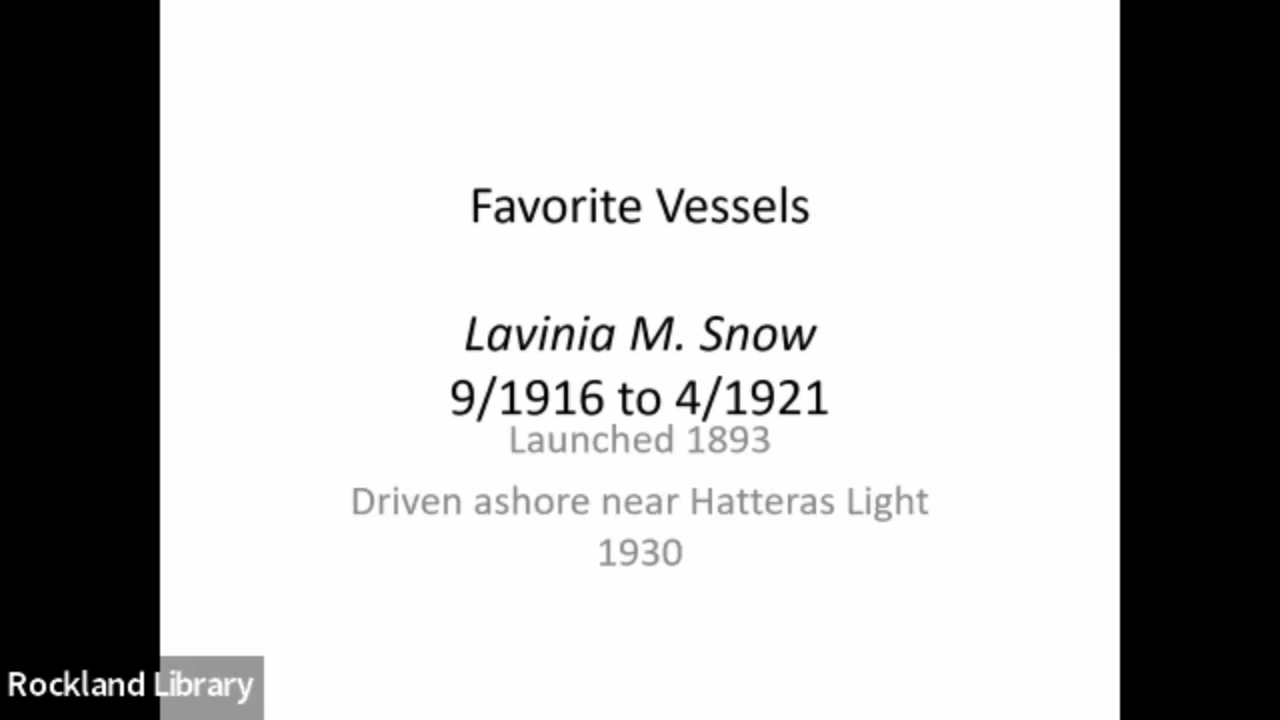 Favorite Vessels
Lavinia M. Snow
9/1916 to 4/1921
Launched 1893
Driven ashore near Hatteras Light
1930
Rockland Library